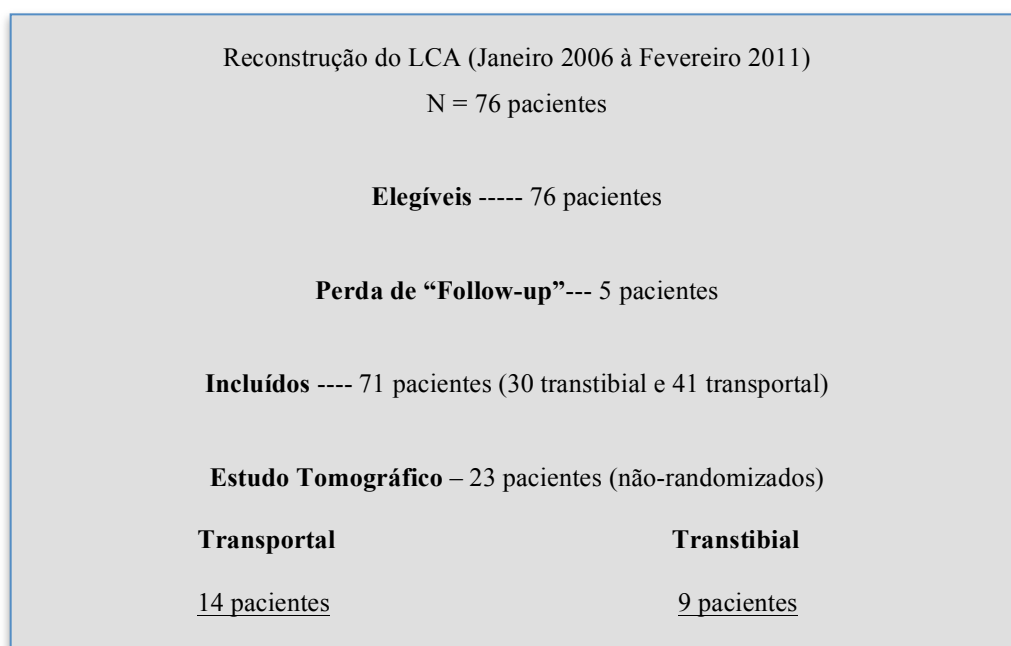 Reconstrução do LCA (Janeiro 2006 à Fevereiro 2011)
N = 76 pacientes
Elegíveis ----- 76 pacientes
Perda de “Follow-up”--- 5 pacientes
Incluídos ---- 71 pacientes (30 transtibial e 41 transportal)
Estudo Tomográfico – 23 pacientes (não-randomizados)
Transportal Transtibial
14 pacientes 9 pacientes